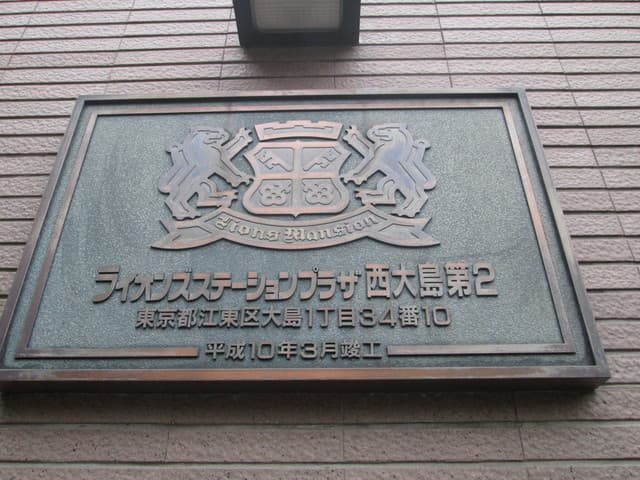 Lions Mansion
ライオンズステーションプラザ西大島第2
東京都江東区大島1丁目34番10
平成10年3月竣工